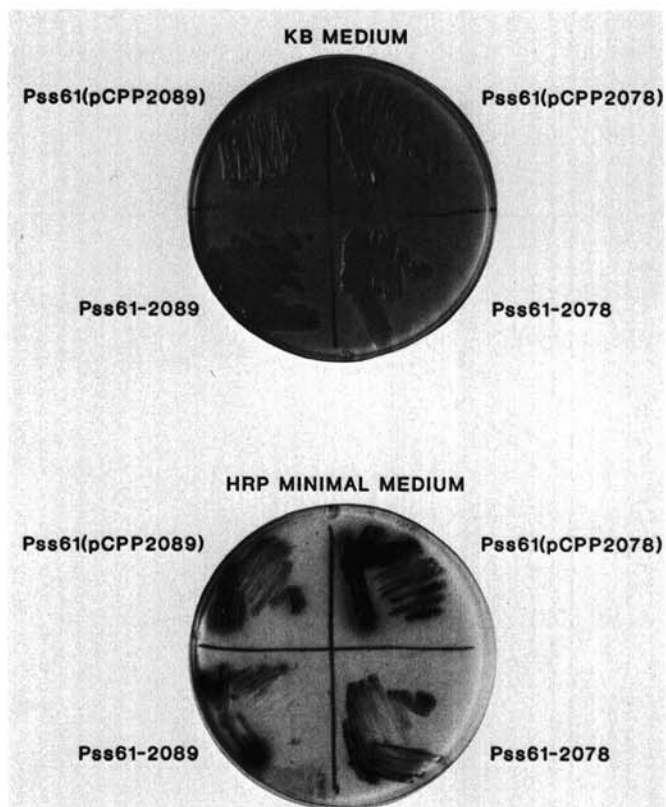 KB MEDIUM
Pss61(pCPP2089) Pss61(pCPP2078)
Pss61-2089 Pss61-2078
HRP MINIMAL MEDIUM
Pss61(pCPP2089) Pss61(pCPP2078)
Pss61-2089 Pss61-2078